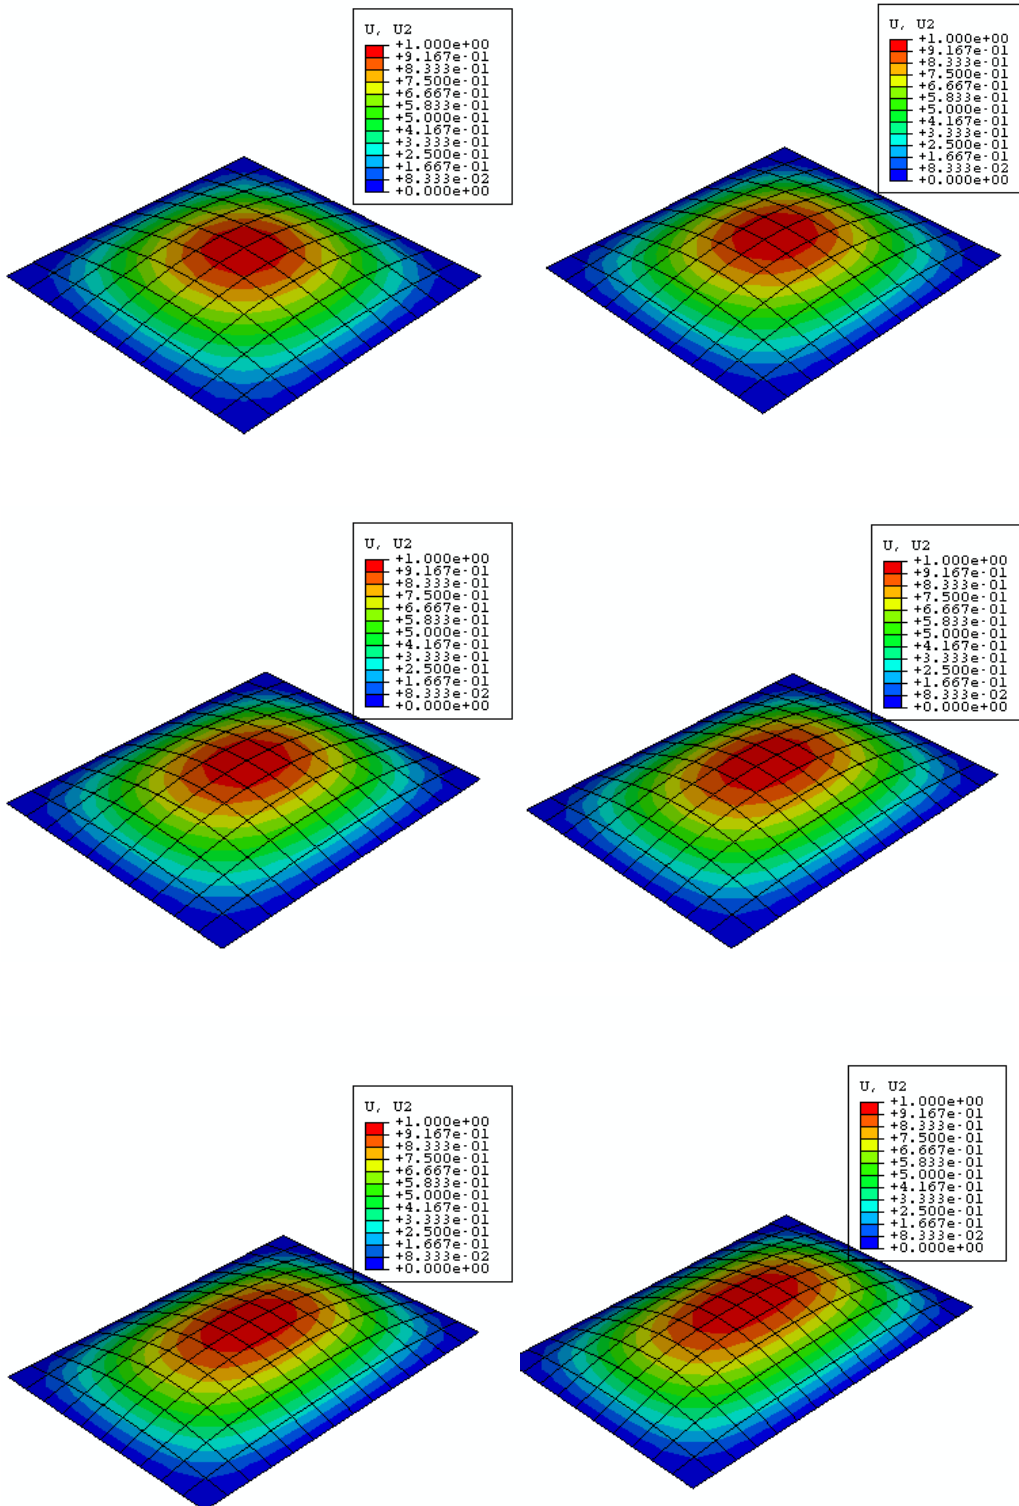 U, U2
+1.000e+00
+9.167e-01
+8.333e-01
+7.500e-01
+6.667e-01
+5.833e-01
+5.000e-01
+4.167e-01
+3.333e-01
+2.500e-01
+1.667e-01
+8.333e-02
+0.000e+00
U, U2
+1.000e+00
+9.167e-01
+8.333e-01
+7.500e-01
+6.667e-01
+5.833e-01
+5.000e-01
+4.167e-01
+3.333e-01
+2.500e-01
+1.667e-01
+8.333e-02
+0.000e+00
U, U2
+1.000e+00
+9.167e-01
+8.333e-01
+7.500e-01
+6.667e-01
+5.833e-01
+5.000e-01
+4.167e-01
+3.333e-01
+2.500e-01
+1.667e-01
+8.333e-02
+0.000e+00
U, U2
+1.000e+00
+9.167e-01
+8.333e-01
+7.500e-01
+6.667e-01
+5.833e-01
+5.000e-01
+4.167e-01
+3.333e-01
+2.500e-01
+1.667e-01
+8.333e-02
+0.000e+00
U, U2
+1.000e+00
+9.167e-01
+8.333e-01
+7.500e-01
+6.667e-01
+5.833e-01
+5.000e-01
+4.167e-01
+3.333e-01
+2.500e-01
+1.667e-01
+8.333e-02
+0.000e+00
U, U2
+1.000e+00
+9.167e-01
+8.333e-01
+7.500e-01
+6.667e-01
+5.833e-01
+5.000e-01
+4.167e-01
+3.333e-01
+2.500e-01
+1.667e-01
+8.333e-02
+0.000e+00